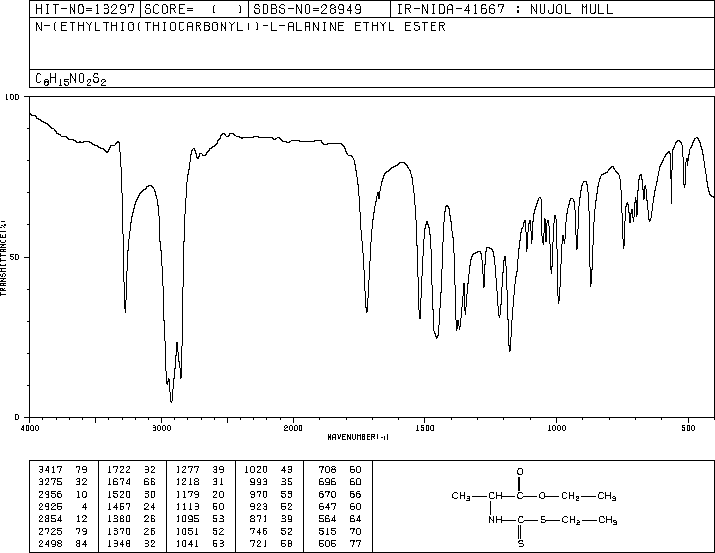 HIT-NO=13297 SCORE= ( ) SDBS-NO=28949 IR-NIDA-41667 : NUJOL MULL
N-(ETHYLTHIO(THIOCARBONYL))-L-ALANINE ETHYL ESTER
C8H15NO2S2
100
50
0
TRANSMITTANCE(%)
4000 3000 2000 1500 1000 500
WAVENUMBER(-1)
3417 79 1722 32 1277 39 1020 43 708 60
3275 32 1674 66 1218 31 993 35 696 60
2956 10 1520 30 1179 20 970 53 670 66
2925 4 1457 24 1113 60 923 52 647 60
2854 12 1380 26 1095 53 871 39 564 64
2725 79 1370 26 1051 52 746 52 515 70
2498 84 1348 32 1041 53 721 58 506 77
O
CH3 CH C O CH2 CH3
NH C S CH2 CH3
S